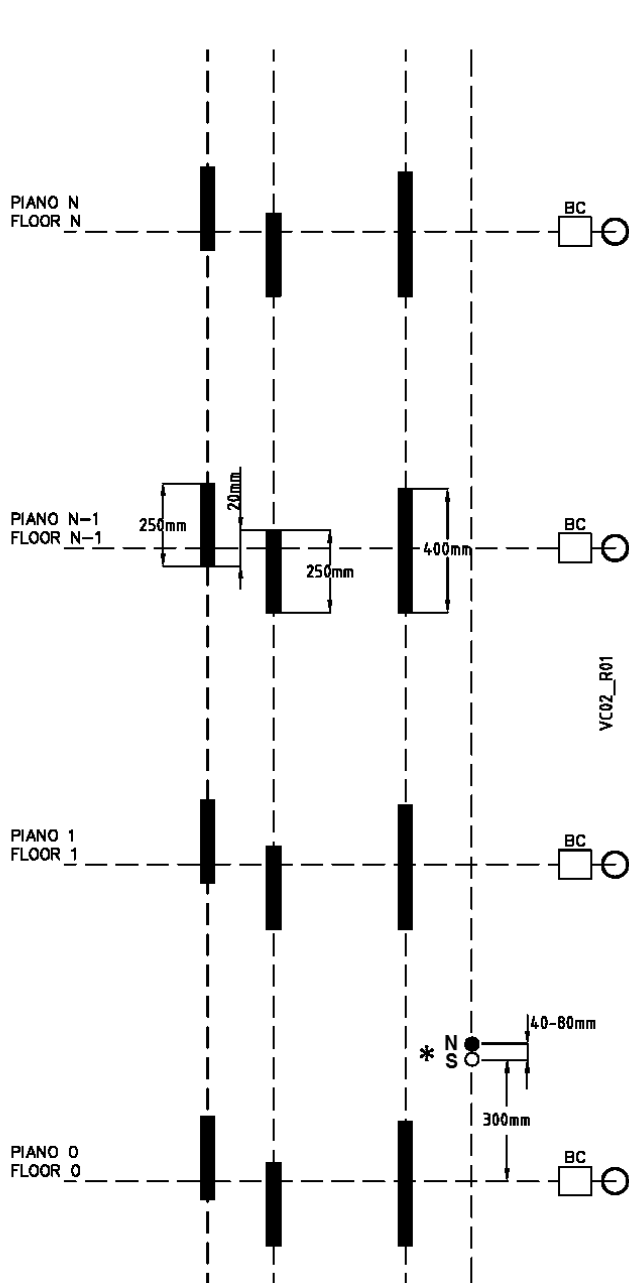 PIANO N
FLOOR N
BC
PIANO N-1
FLOOR N-1
250mm
20mm
250mm
400mm
BC
VC02_R01
PIANO 1
FLOOR 1
BC
40-80mm
* N
S
300mm
PIANO 0
FLOOR 0
BC